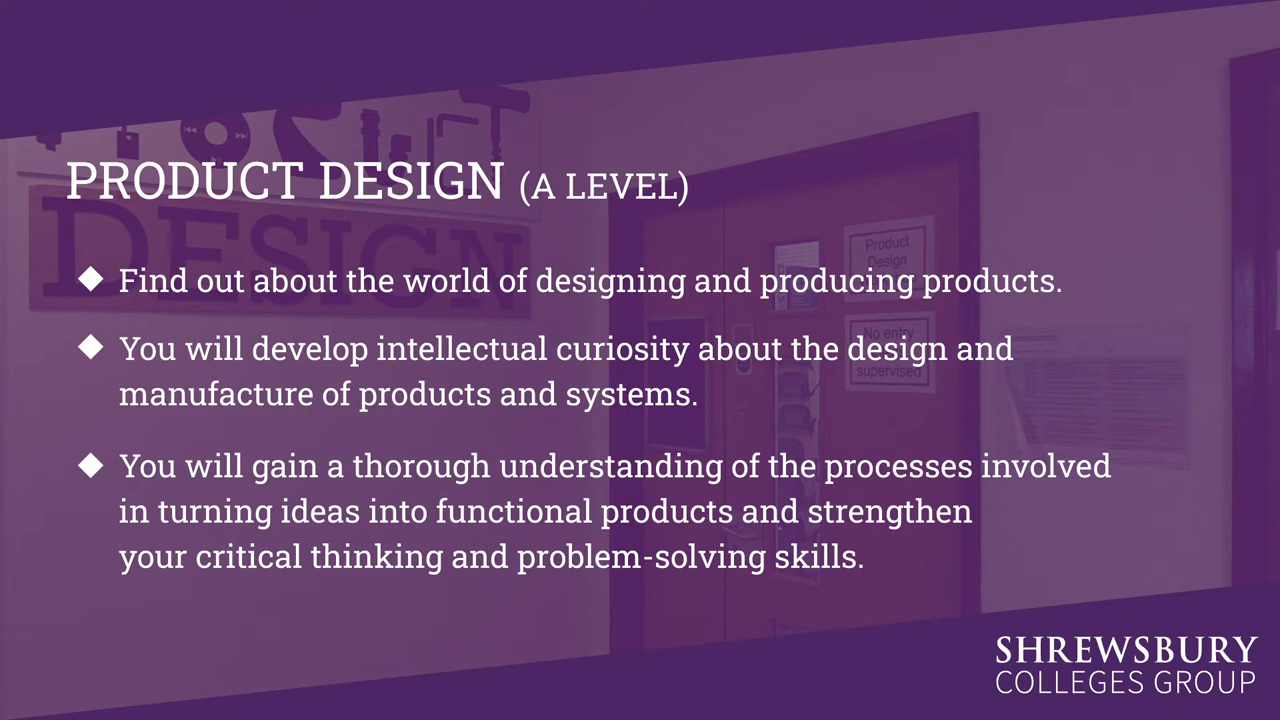 PRODUCT DESIGN (A LEVEL)
DESIGN
Product
Design
Find out about the world of designing and producing products.
No entry
supervised
You will develop intellectual curiosity about the design and
manufacture of products and systems.
You will gain a thorough understanding of the processes involved
in turning ideas into functional products and strengthen
your critical thinking and problem-solving skills.
SHREWSBURY
COLLEGES GROUP